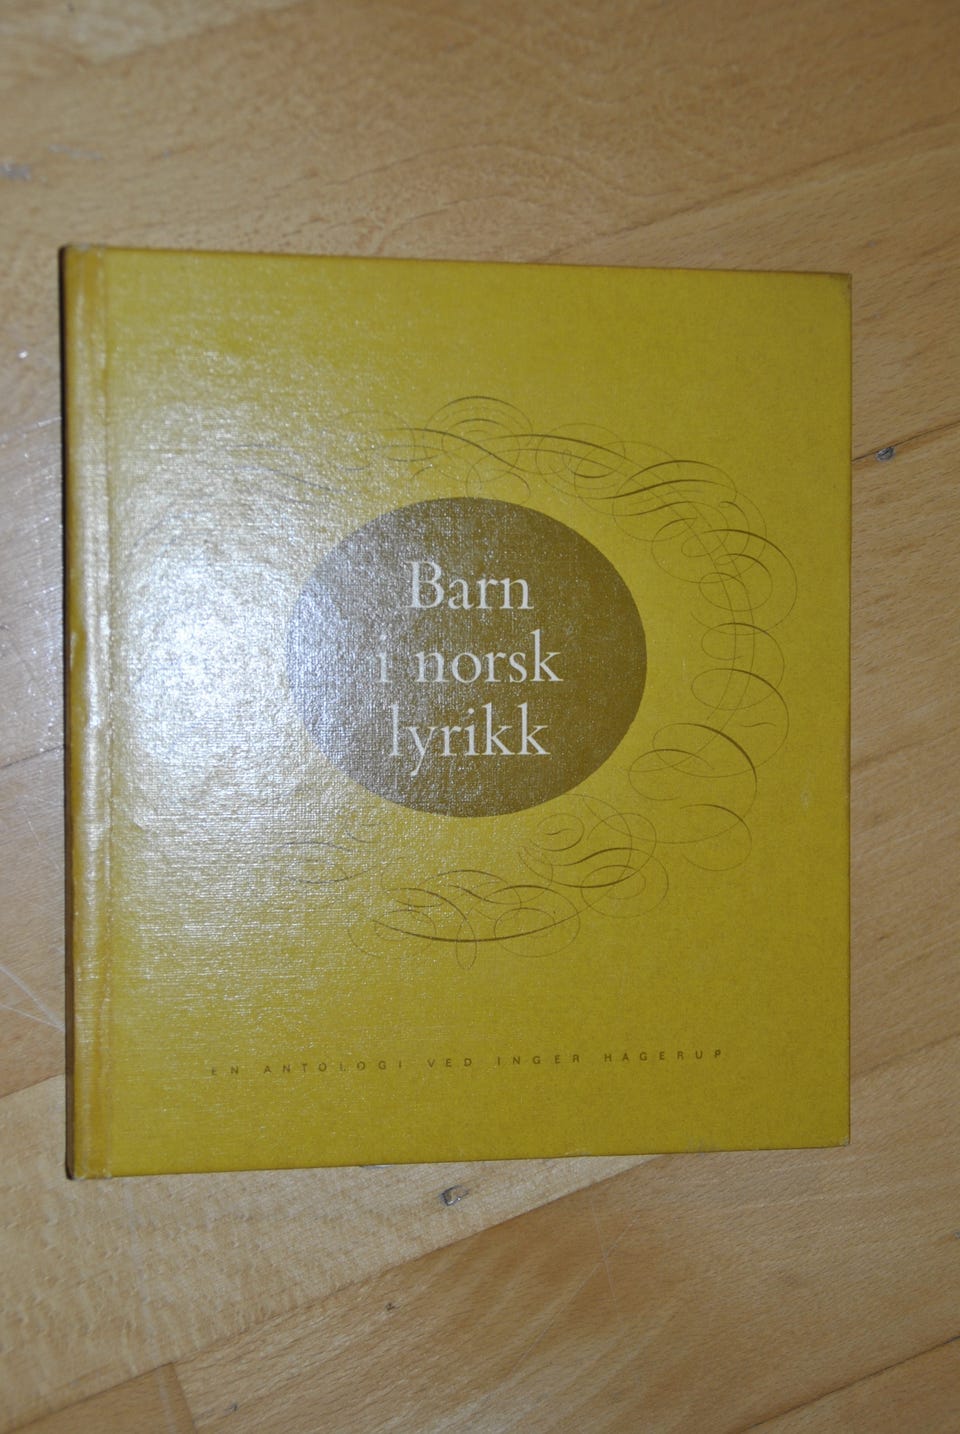 Barn
i norsk
lyrikk
EN ANTOLOGI VED INGER HAGERUP